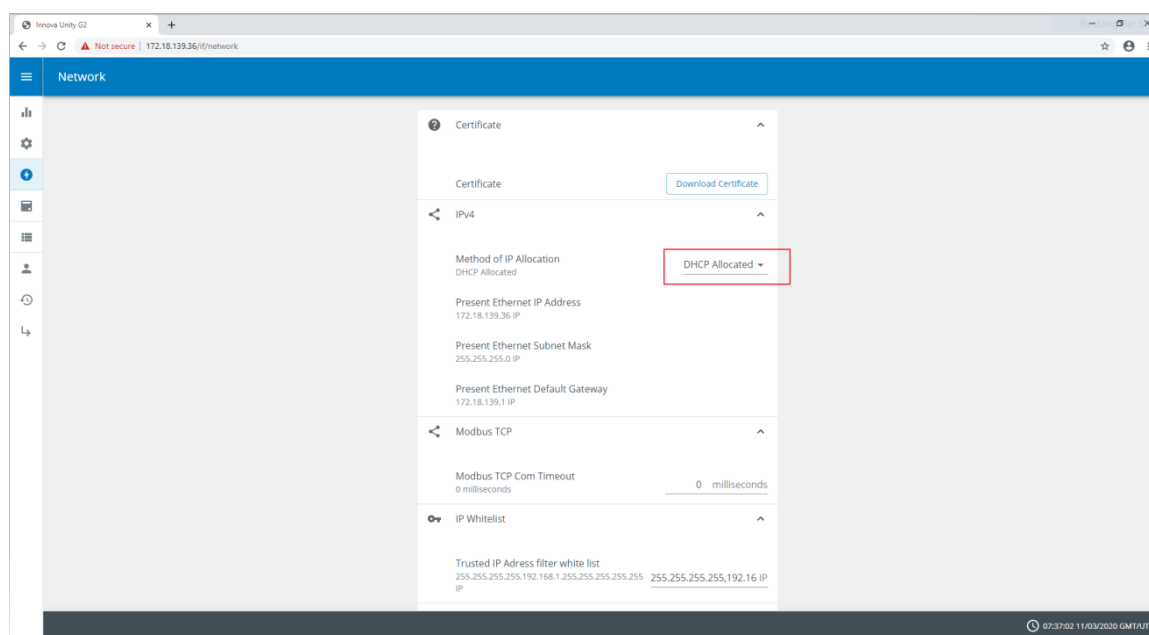 Innova Unity G2
Not secure | 172.18.139.36/if/network
Network
Certificate
Certificate
Download Certificate
IPv4
Method of IP Allocation
DHCP Allocated
DHCP Allocated
Present Ethernet IP Address
172.18.139.36 IP
Present Ethernet Subnet Mask
255.255.255.0 IP
Present Ethernet Default Gateway
172.18.139.1 IP
Modbus TCP
Modbus TCP Com Timeout
0 milliseconds
0 milliseconds
IP Whitelist
Trusted IP Adress filter white list
255.255.255.255,192.168.1.255,255.255.255.255
IP
255.255.255.255,192.16 IP
07:37:02 11/03/2020 GMT/UT